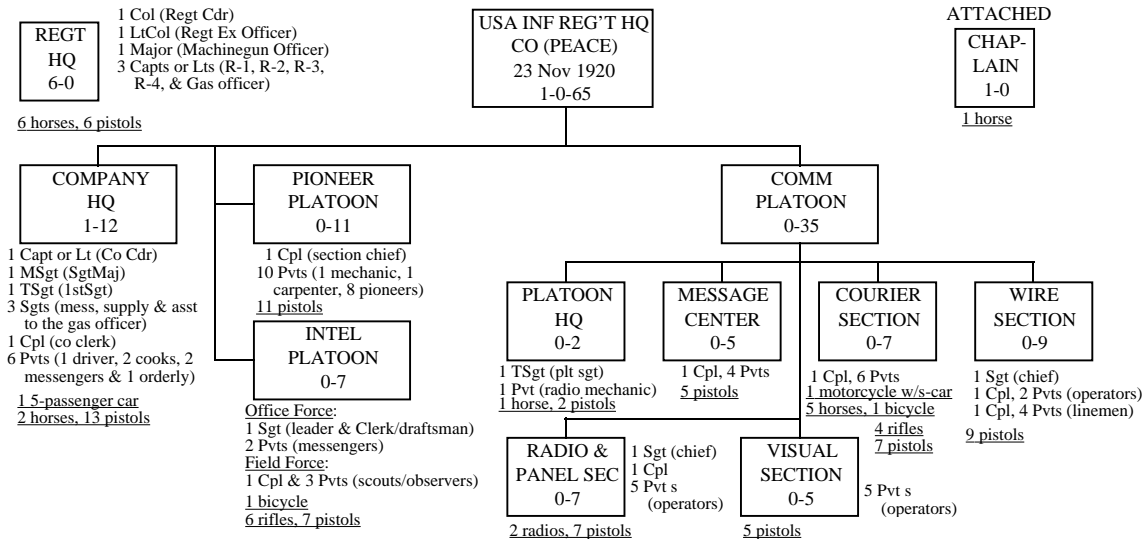 REGT
HQ
6-0
1 Col (Regt Cdr)
1 LtCol (Regt Ex Officer)
1 Major (Machinegun Officer)
3 Capts or Lts (R-1, R-2, R-3,
R-4, & Gas officer)
6 horses, 6 pistols
USA INF REG'T HQ
CO (PEACE)
23 Nov 1920
1-0-65
ATTACHED
CHAP-
LAIN
1-0
1 horse
COMPANY
HQ
1-12
1 Capt or Lt (Co Cdr)
1 MSgt (SgtMaj)
1 TSgt (1stSgt)
3 Sgts (mess, supply & asst
to the gas officer)
1 Cpl (co clerk)
6 Pvts (1 driver, 2 cooks, 2
messengers & 1 orderly)
1 5-passenger car
2 horses, 13 pistols
PIONEER
PLATOON
0-11
1 Cpl (section chief)
10 Pvts (1 mechanic, 1
carpenter, 8 pioneers)
11 pistols
INTEL
PLATOON
0-7
Office Force:
1 Sgt (leader & Clerk/draftsman)
2 Pvts (messengers)
Field Force:
1 Cpl & 3 Pvts (scouts/observers)
1 bicycle
6 rifles, 7 pistols
COMM
PLATOON
0-35
PLATOON
HQ
0-2
1 TSgt (plt sgt)
1 Pvt (radio mechanic)
1 horse, 2 pistols
MESSAGE
CENTER
0-5
1 Cpl, 4 Pvts
5 pistols
COURIER
SECTION
0-7
1 Cpl, 6 Pvts
1 motorcycle w/s-car
5 horses, 1 bicycle
4 rifles
7 pistols
WIRE
SECTION
0-9
1 Sgt (chief)
1 Cpl, 2 Pvts (operators)
1 Cpl, 4 Pvts (linemen)
9 pistols
RADIO &
PANEL SEC
0-7
1 Sgt (chief)
1 Cpl
5 Pvt s
(operators)
2 radios, 7 pistols
VISUAL
SECTION
0-5
5 Pvt s
(operators)
5 pistols